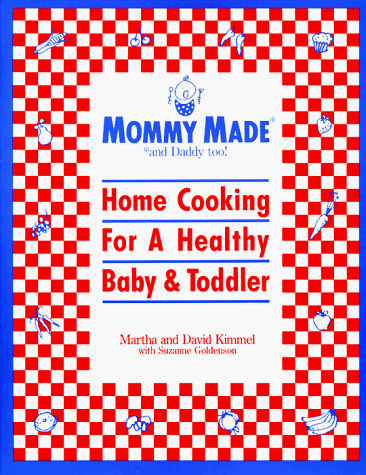 MOMMY MADE*
*and Daddy too!
Home Cooking
For A Healthy
Baby & Toddler
Martha and David Kimmel
with Suzanne Goldenson